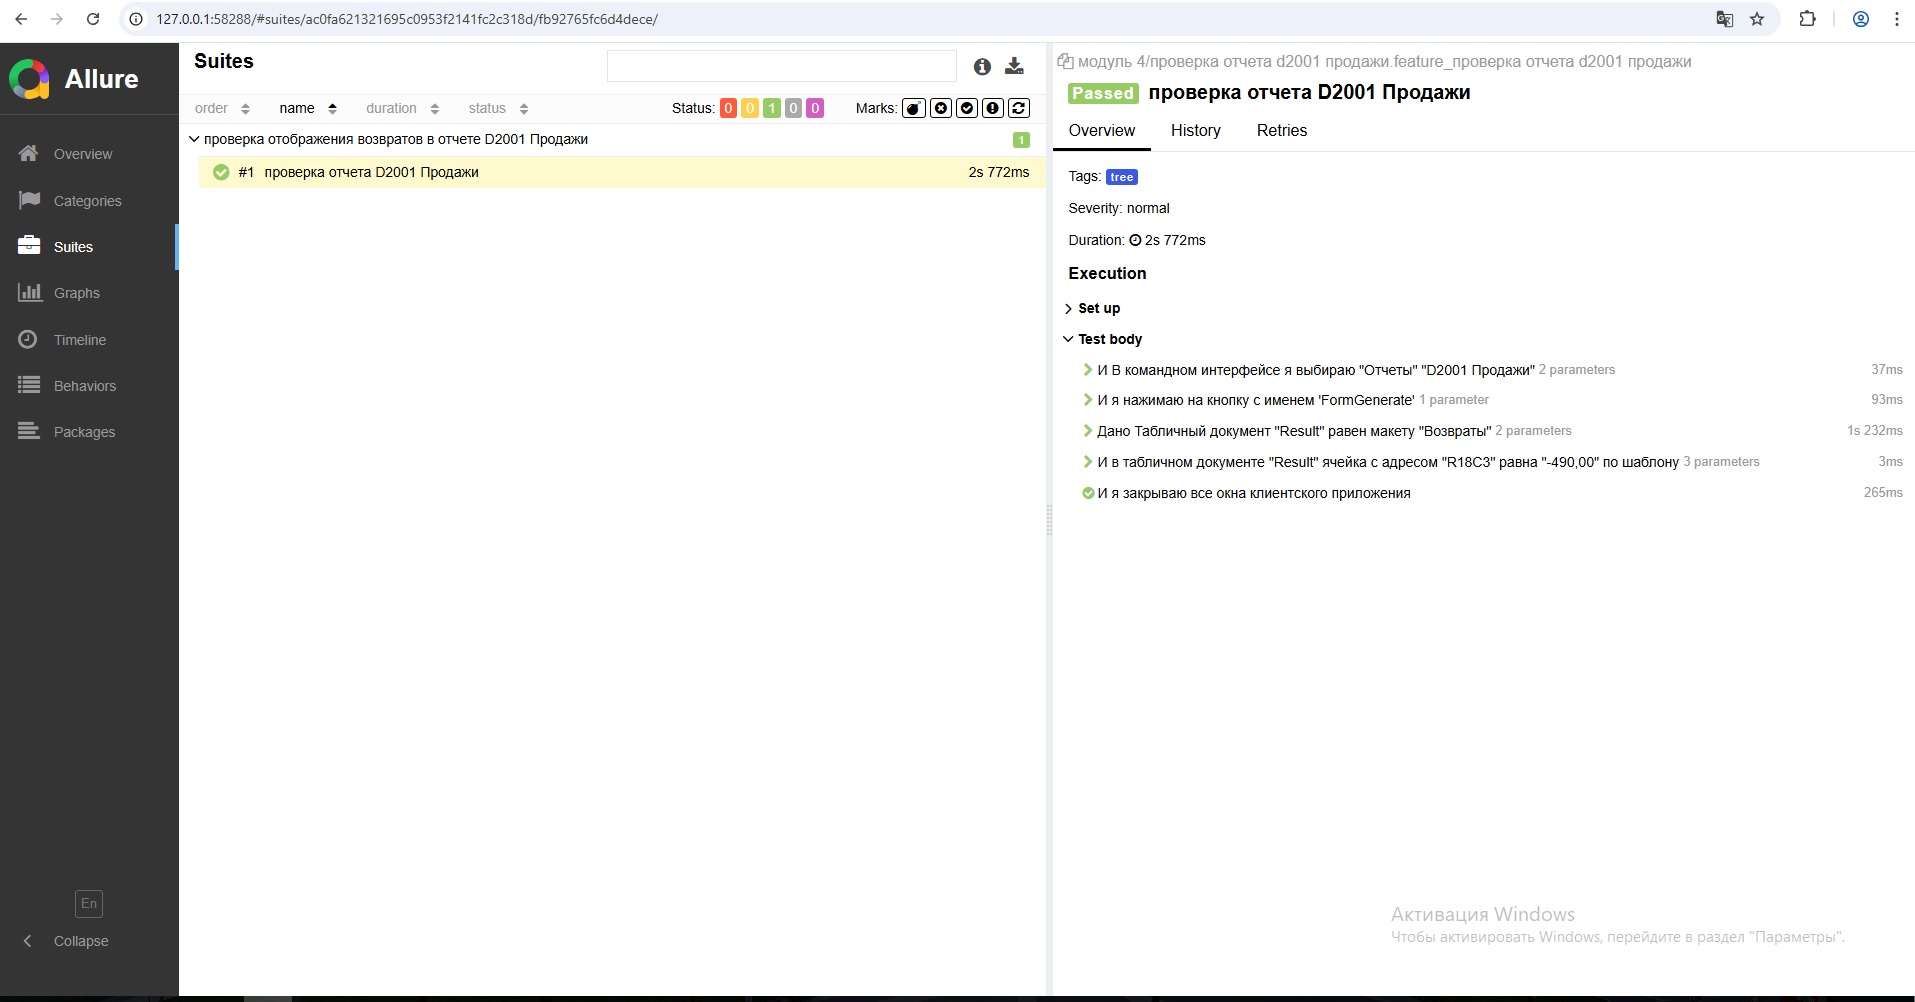 127.0.0.1:58288/#suites/ac0fa621321695c0953f2141fc2c318d/fb92765fc6d4dece/
Allure
Overview
Categories
Suites
Graphs
Timeline
Behaviors
Packages
En
Collapse
Suites
order name duration status Status: 0 0 1 0 0 Marks:
проверка отображения возвратов в отчете D2001 Продажи 1
#1 проверка отчета D2001 Продажи 2s 772ms
модуль 4/проверка отчета d2001 продажи.feature_проверка отчета d2001 продажи
Passed проверка отчета D2001 Продажи
Overview History Retries
Tags: tree
Severity: normal
Duration: 2s 772ms
Execution
Set up
Test body
И В командном интерфейсе я выбираю "Отчеты" "D2001 Продажи" 2 parameters 37ms
И я нажимаю на кнопку с именем 'FormGenerate' 1 parameter 93ms
Дано Табличный документ "Result" равен макету "Возвраты" 2 parameters 1s 232ms
И в табличном документе "Result" ячейка с адресом "R18C3" равна "-490,00" по шаблону 3 parameters 3ms
И я закрываю все окна клиентского приложения 265ms
Активация Windows
Чтобы активировать Windows, перейдите в раздел "Параметры".